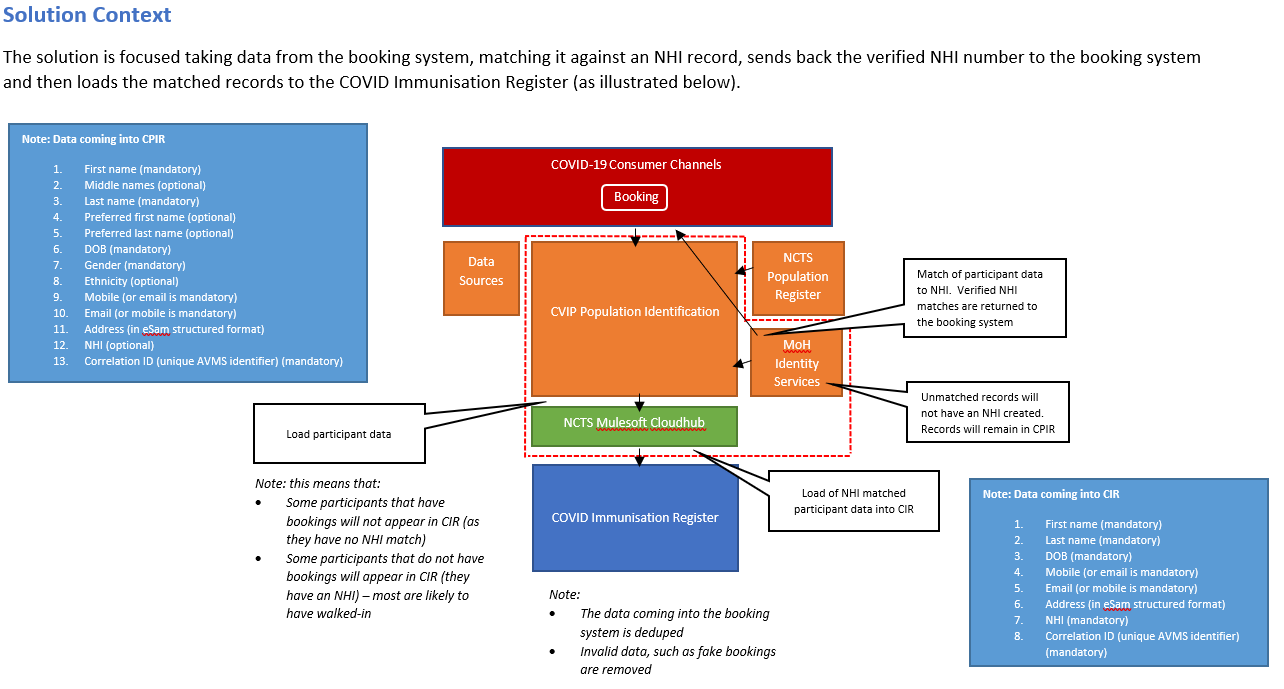 Solution Context
The solution is focused taking data from the booking system, matching it against an NHI record, sends back the verified NHI number to the booking system
and then loads the matched records to the COVID Immunisation Register (as illustrated below).
Note: Data coming into CPIR
1. First name (mandatory)
2. Middle names (optional)
3. Last name (mandatory)
4. Preferred first name (optional)
5. Preferred last name (optional)
6. DOB (mandatory)
7. Gender (mandatory)
8. Ethnicity (optional)
9. Mobile (or email is mandatory)
10. Email (or mobile is mandatory)
11. Address (in eSam structured format)
12. NHI (optional)
13. Correlation ID (unique AVMS identifier) (mandatory)
COVID-19 Consumer Channels
Booking
Data
Sources
CVIP Population Identification
NCTS
Population
Register
MoH
Identity
Services
Match of participant data
to NHI. Verified NHI
matches are returned to
the booking system
Unmatched records will
not have an NHI created.
Records will remain in CPIR
NCTS Mulesoft Cloudhub
Load participant data
Note: this means that:
• Some participants that have
bookings will not appear in CIR (as
they have no NHI match)
• Some participants that do not have
bookings will appear in CIR (they
have an NHI) – most are likely to
have walked-in
COVID Immunisation Register
Load of NHI matched
participant data into CIR
Note:
• The data coming into the booking
system is deduped
• Invalid data, such as fake bookings
are removed
Note: Data coming into CIR
1. First name (mandatory)
2. Last name (mandatory)
3. DOB (mandatory)
4. Mobile (or email is mandatory)
5. Email (or mobile is mandatory)
6. Address (in eSam structured format)
7. NHI (mandatory)
8. Correlation ID (unique AVMS identifier)
(mandatory)